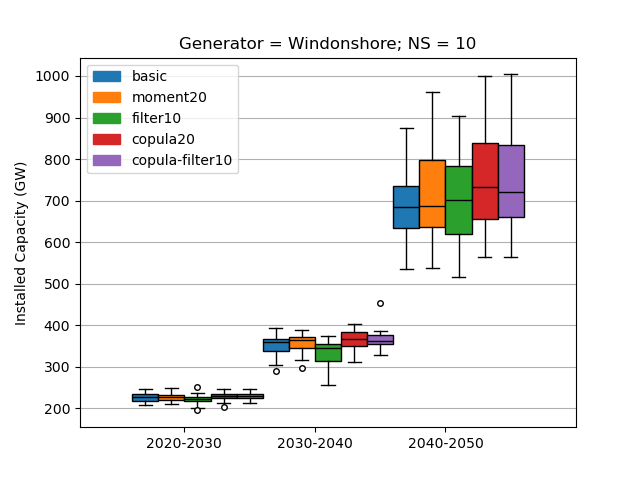 Generator = Windonshore; NS = 10
Installed Capacity (GW)
1000
900
800
700
600
500
400
300
200
basic
moment20
filter10
copula20
copula-filter10
2020-2030
2030-2040
2040-2050